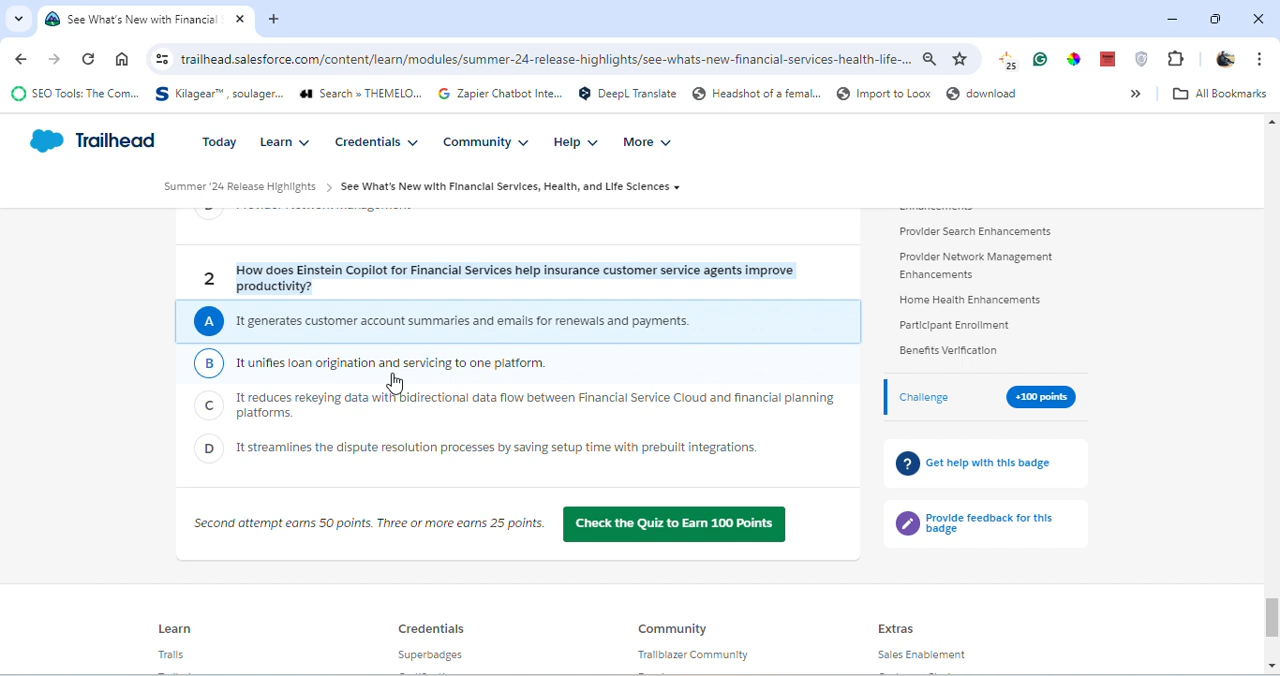 See What's New with Financial
trailhead.salesforce.com/content/learn/modules/summer-24-release-highlights/see-whats-new-financial-services-health-life-...
25
SEO Tools: The Com...
Kilagear™ , soulager...
Search » THEMELO...
Zapier Chatbot Inte...
DeepL Translate
Headshot of a femal...
Import to Loox
download
»
All Bookmarks
Trailhead
Today
Learn
Credentials
Community
Help
More
Summer '24 Release Highlights
See What's New with Financial Services, Health, and Life Sciences
2
How does Einstein Copilot for Financial Services help insurance customer service agents improve
productivity?
A
It generates customer account summaries and emails for renewals and payments.
B
It unifies loan origination and servicing to one platform.
C
It reduces rekeying data with bidirectional data flow between Financial Service Cloud and financial planning
platforms.
D
It streamlines the dispute resolution processes by saving setup time with prebuilt integrations.
Second attempt earns 50 points. Three or more earns 25 points.
Check the Quiz to Earn 100 Points
Provider Search Enhancements
Provider Network Management
Enhancements
Home Health Enhancements
Participant Enrollment
Benefits Verification
Challenge
+100 points
?
Get help with this badge
Provide feedback for this
badge
Learn
Credentials
Community
Extras
Trails
Superbadges
Trailblazer Community
Sales Enablement